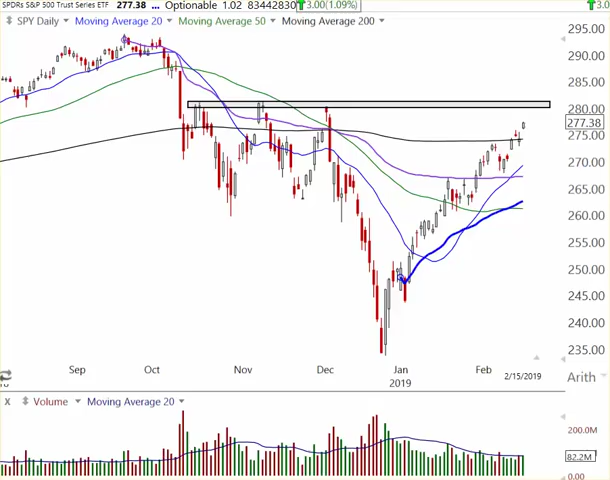 SPDRs S&P 500 Trust Series ETF 277.38 ... Optionable 1.02 83442830 3.00(1.09%) 3.0
SPY Daily Moving Average 20 Moving Average 50 Moving Average 200
295.00
290.00
285.00
280.00
277.38
275.00
270.00
265.00
260.00
255.00
250.00
245.00
240.00
235.00
Sep Oct Nov Dec Jan Feb 2/15/2019
2019
Arith
X Volume Moving Average 20
200.0M
82.2M